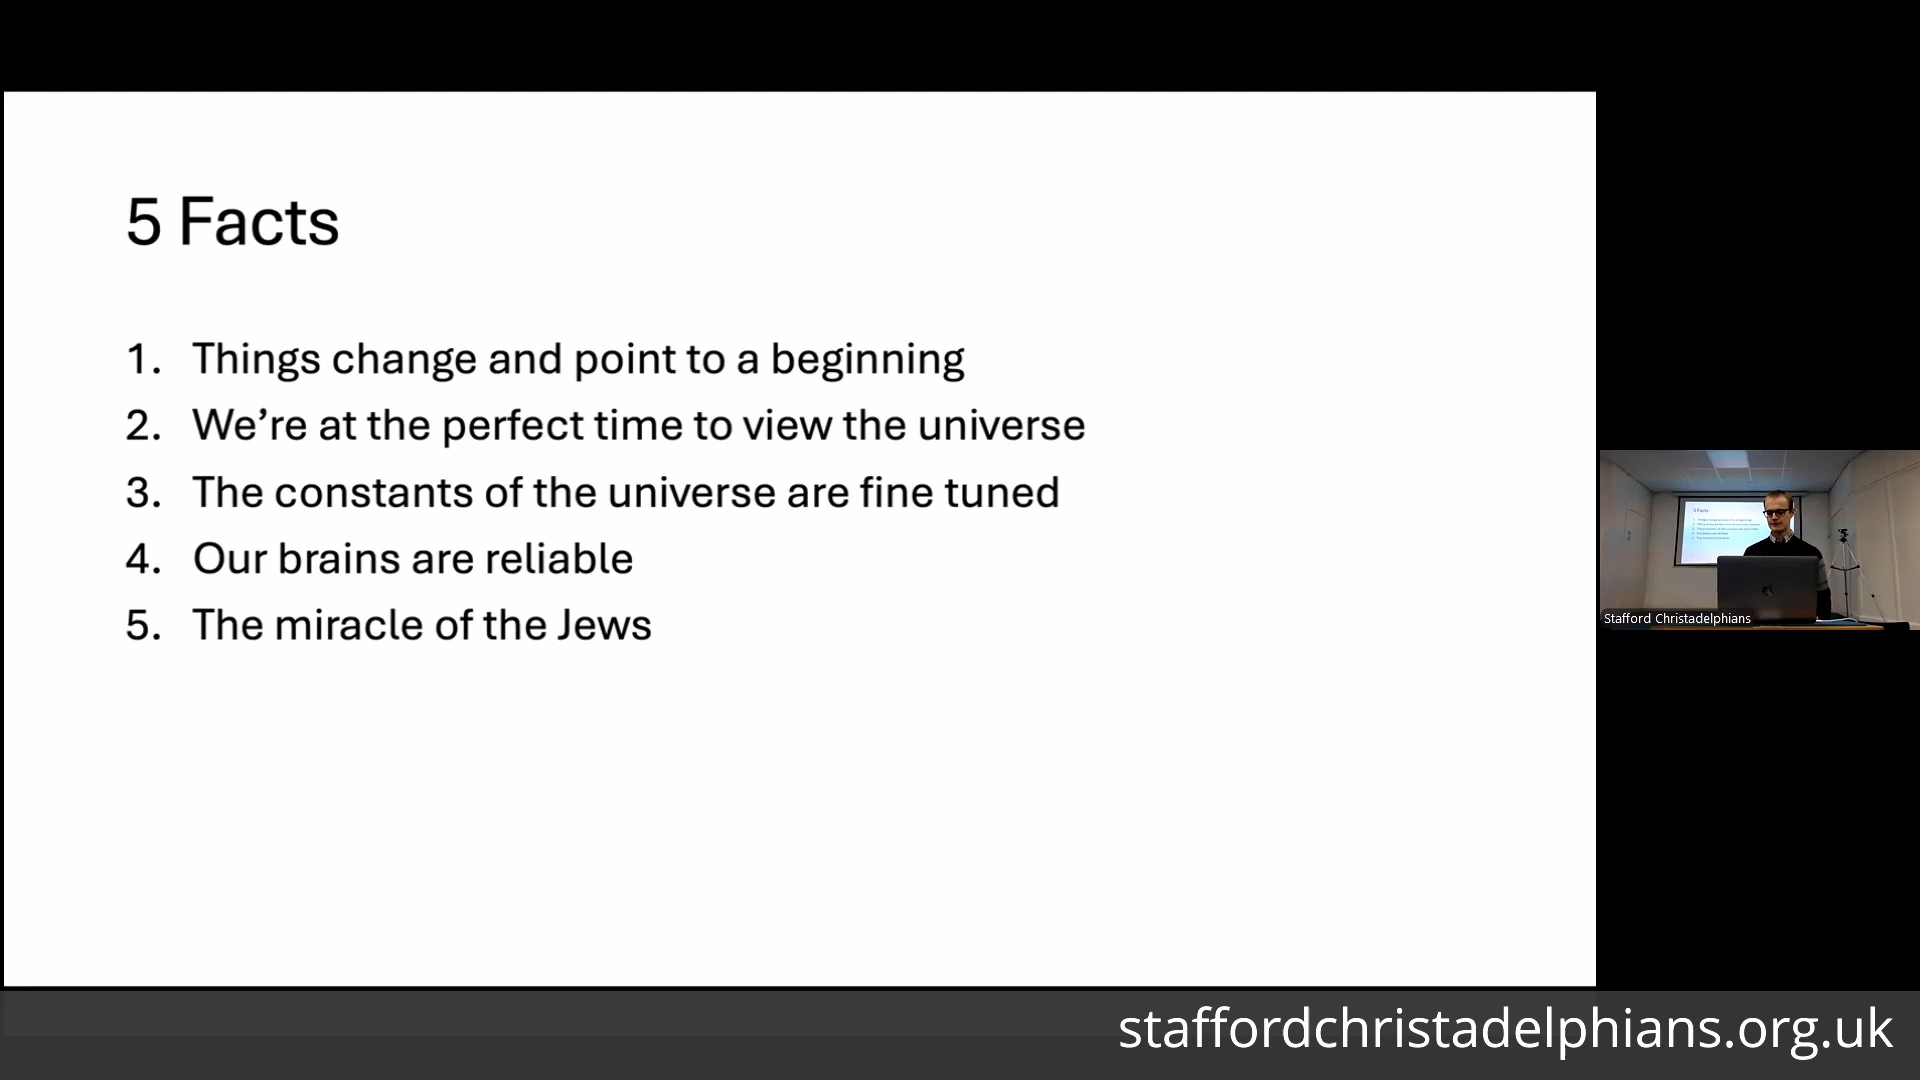 5 Facts
1. Things change and point to a beginning
2. We’re at the perfect time to view the universe
3. The constants of the universe are fine tuned
4. Our brains are reliable
5. The miracle of the Jews
Stafford Christadelphians
staffordchristadelphians.org.uk